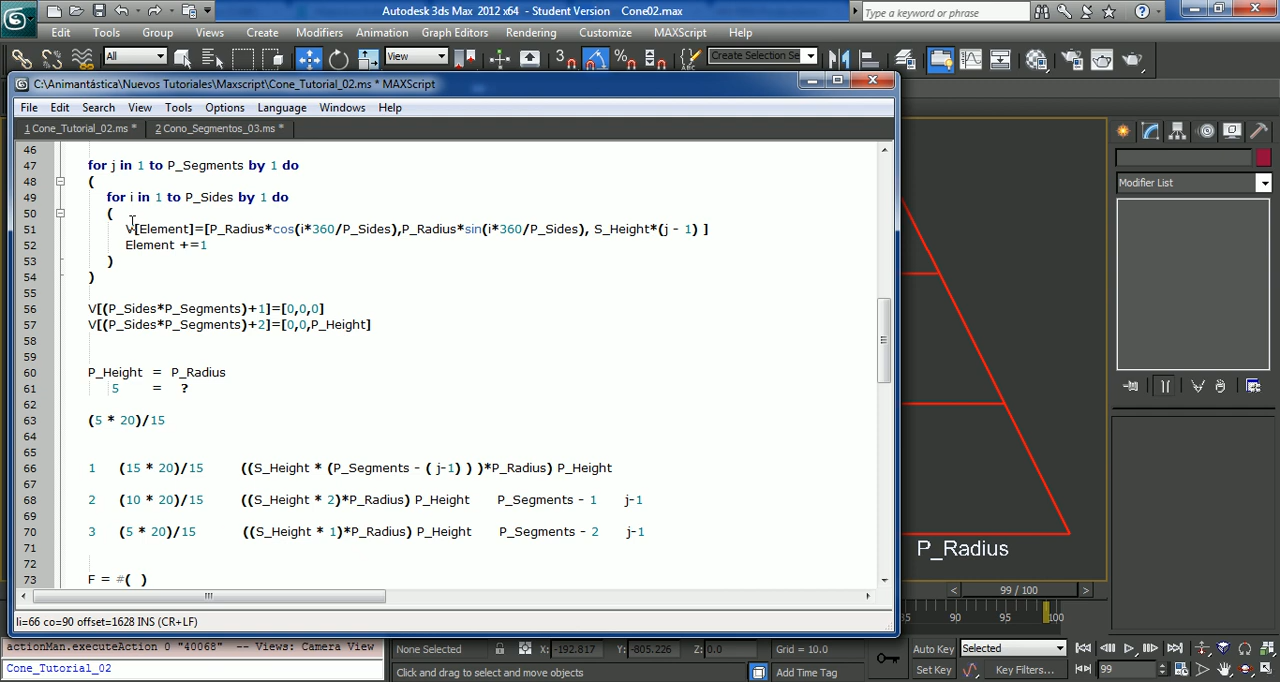 Autodesk 3ds Max 2012 x64 - Student Version Cone02.max
Type a keyword or phrase
Edit Tools Group Views Create Modifiers Animation Graph Editors Rendering Customize MAXScript Help
All View Create Selection Se
C:\Animantástica\Nuevos Tutoriales\Maxscript\Cone_Tutorial_02.ms * MAXScript
File Edit Search View Tools Options Language Windows Help
1 Cone_Tutorial_02.ms * 2 Cono_Segmentos_03.ms *
46
47 for j in 1 to P_Segments by 1 do
48 (
49 for i in 1 to P_Sides by 1 do
50 (
51 V[Element]=[P_Radius*cos(i*360/P_Sides),P_Radius*sin(i*360/P_Sides), S_Height*(j - 1) ]
52 Element +=1
53 )
54 )
55
56 V[(P_Sides*P_Segments)+1]=[0,0,0]
57 V[(P_Sides*P_Segments)+2]=[0,0,P_Height]
58
59
60 P_Height = P_Radius
61 5 = ?
62
63 (5 * 20)/15
64
65
66 1 (15 * 20)/15 ((S_Height * (P_Segments - ( j-1) ) )*P_Radius) P_Height
67
68 2 (10 * 20)/15 ((S_Height * 2)*P_Radius) P_Height P_Segments - 1 j-1
69
70 3 (5 * 20)/15 ((S_Height * 1)*P_Radius) P_Height P_Segments - 2 j-1
71
72
73 F = #( )
li=66 co=90 offset=1628 INS (CR+LF)
Modifier List
P_Radius
99 / 100
85 90 95 100
actionMan.executeAction 0 "40068" -- Views: Camera View
Cone_Tutorial_02
None Selected X: -192.817 Y: -805.226 Z: 0.0 Grid = 10.0
Click and drag to select and move objects Add Time Tag
Auto Key Selected
Set Key Key Filters... 99